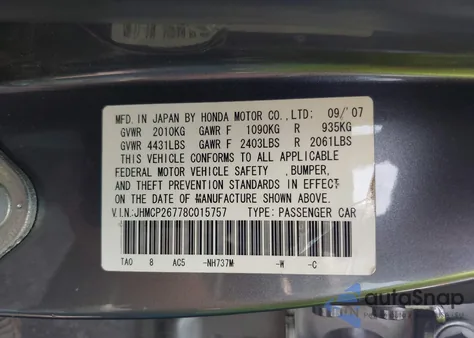 MFD. IN JAPAN BY HONDA MOTOR CO., LTD: 09/'07
GVWR 2010KG GAWR F 1090KG R 935KG
GVWR 4431LBS GAWR F 2403LBS R 2061LBS
THIS VEHICLE CONFORMS TO ALL APPLICABLE
FEDERAL MOTOR VEHICLE SAFETY , BUMPER,
AND THEFT PREVENTION STANDARDS IN EFFECT
ON THE DATE OF MANUFACTURE SHOWN ABOVE.
V.I.N:JHMCP26778C015757 TYPE: PASSENGER CAR
TA0 8 AC5 -NH737M -W -C
autoSnap